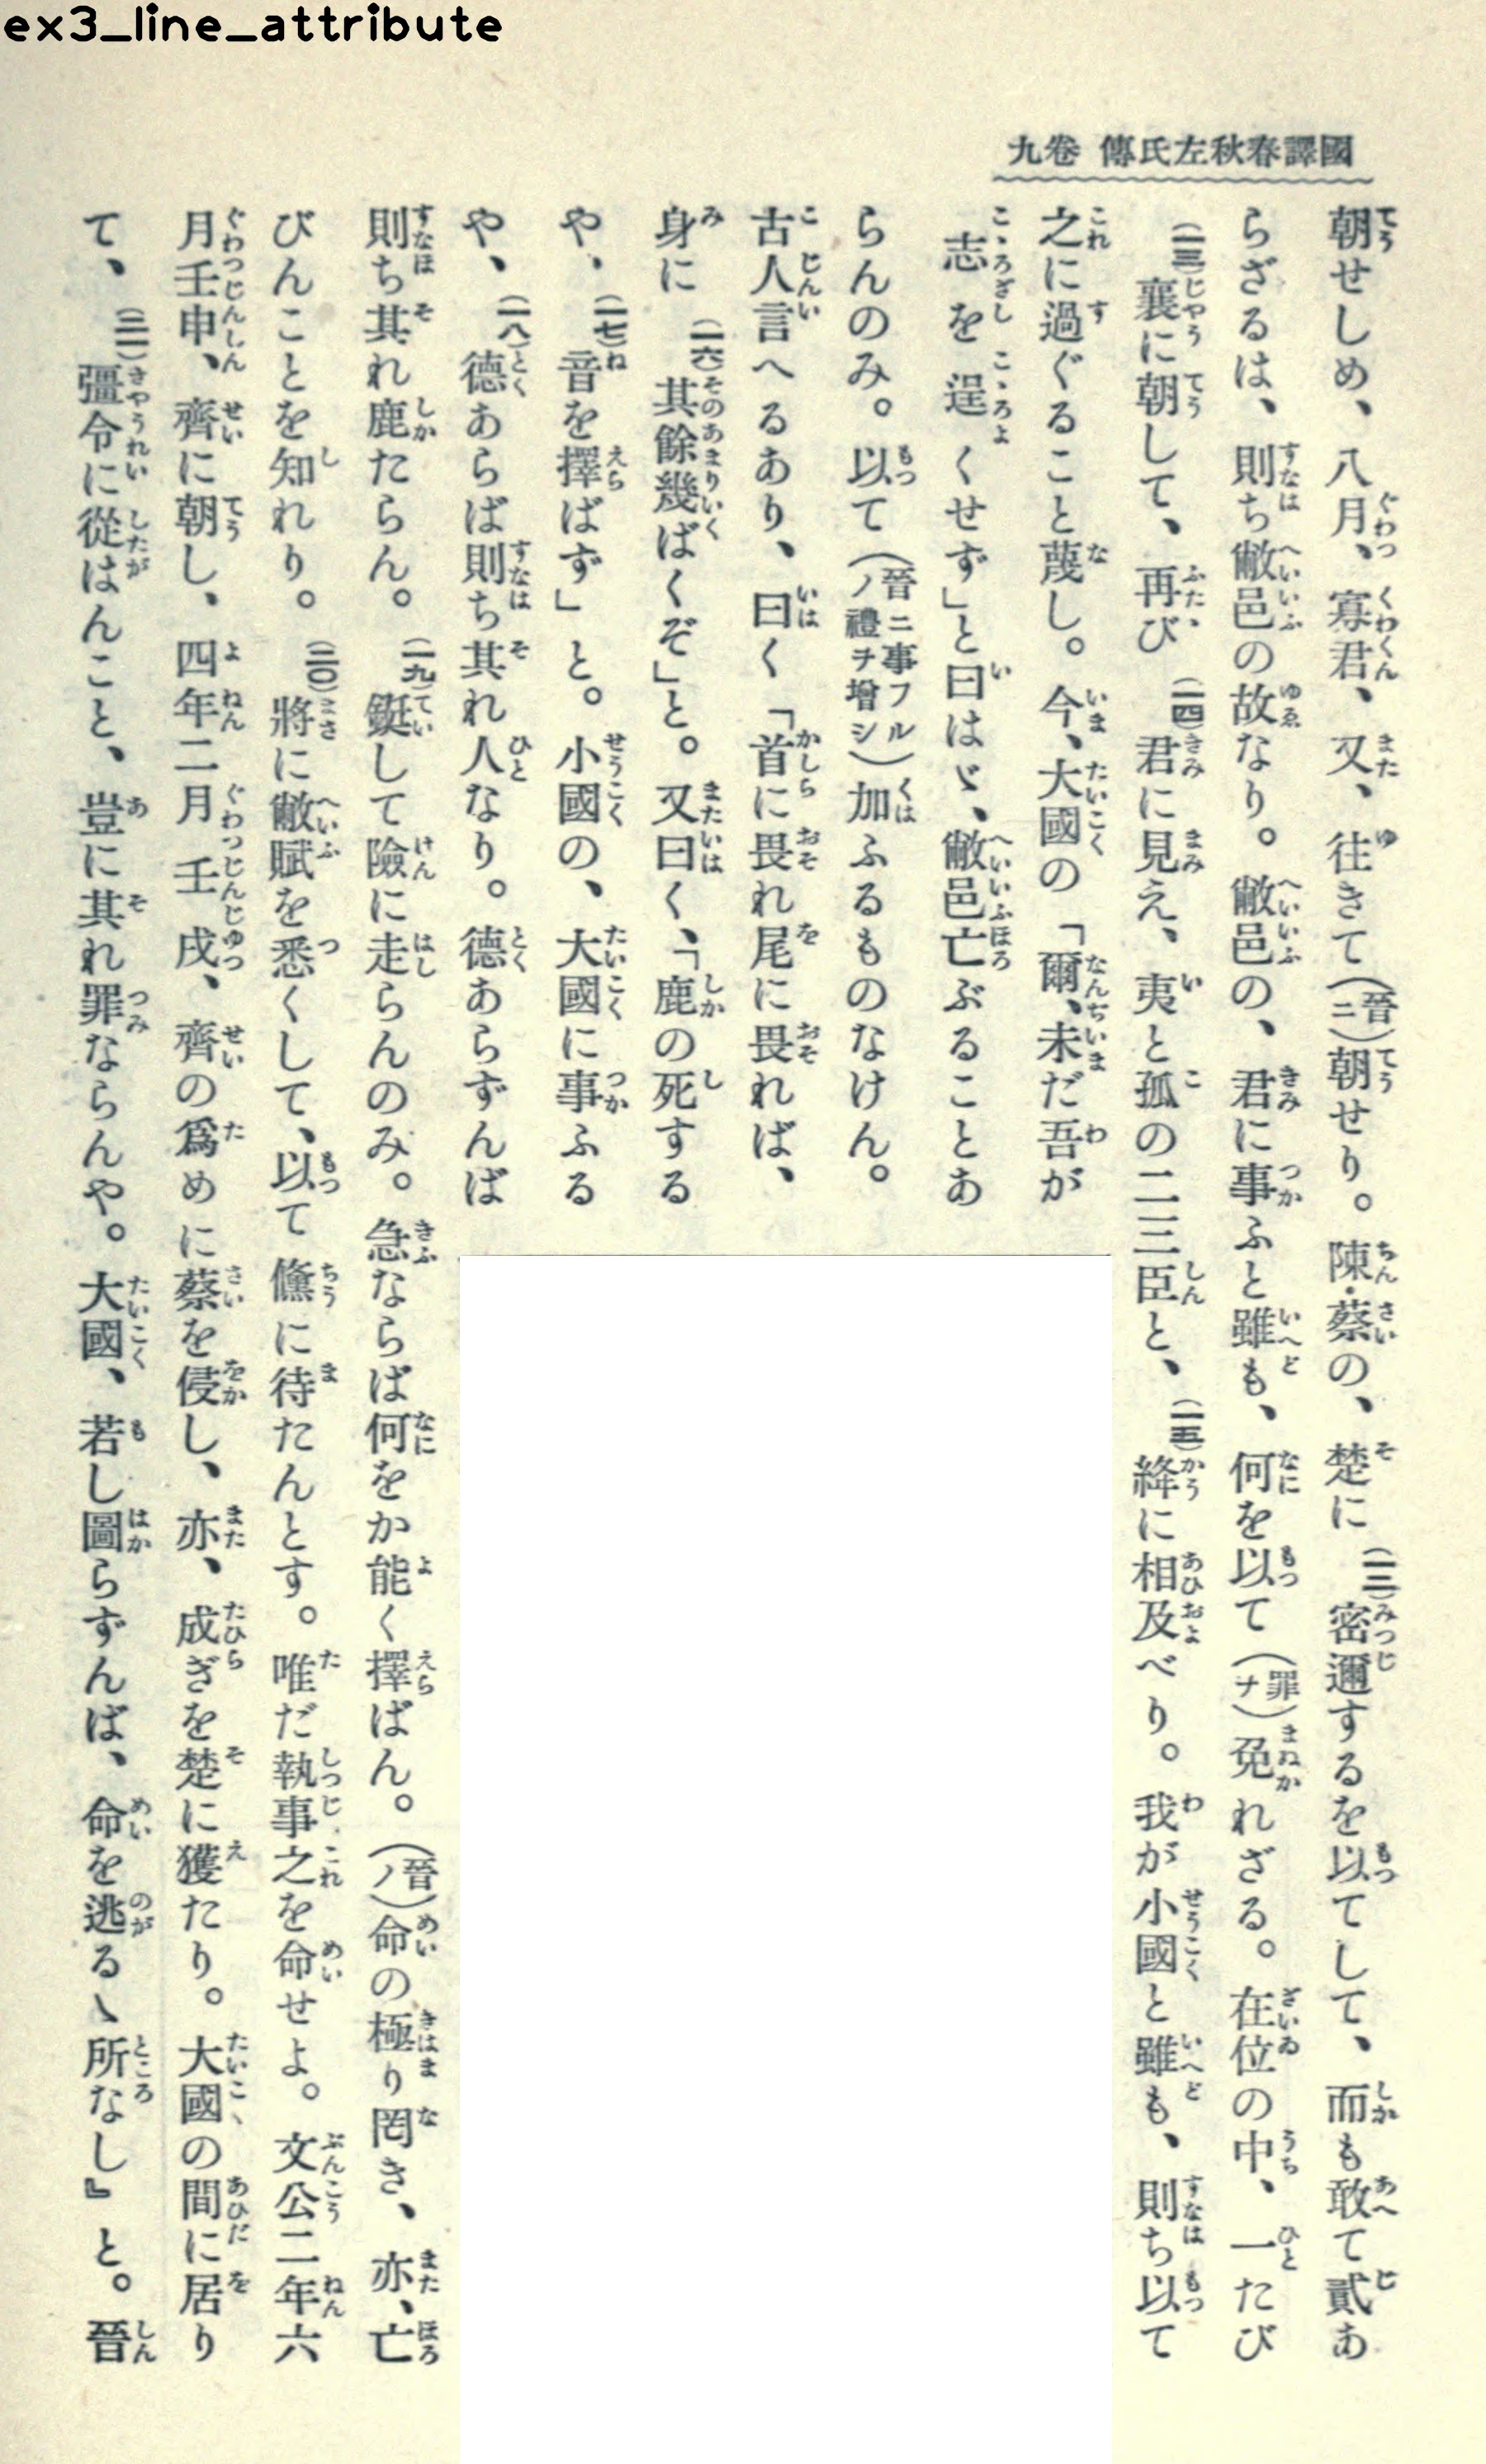 ex3_line_attribute
國譯春秋左氏傳 卷九
朝せしめ、八月、寡君、又、往きて(晉ニ)朝せり。陳・蔡の、楚に(一二)密邇するを以てして、而も敢て貳あ
らざるは、則ち敝邑の故なり。敝邑の、君に事ふと雖も、何を以て(罪ヲ)免れざる。在位の中、一たび
(一三)襄に朝して、再び(一四)君に見え、夷と孤の二三臣と、(一五)絳に相及べり。我が小國と雖も、則ち以て
之に過ぐること蔑し。今、大國の「爾、未だ吾が
志を逞くせず」と曰はゞ、敝邑亡ぶることあ
らんのみ。以て(晉ニ事フルノ禮ヲ增シ)加ふるものなけん。
古人言へるあり、曰く「首に畏れ尾に畏れば、
身に(一六)其餘幾ばくぞ」と。又曰く、「鹿の死する
や、(一七)音を擇ばず」と。小國の、大國に事ふる
や、(一八)德あらば則ち其れ人なり。德あらずんば
則ち其れ鹿たらん。(一九)鋌して險に走らんのみ。急ならば何をか能く擇ばん。(晉ノ)命の極り罔き、亦、亡
びんことを知れり。(二〇)將に敝賦を悉くして、以て鯈に待たんとす。唯だ執事之を命せよ。文公二年六
月壬申、齊に朝し、四年二月壬戌、齊の爲めに蔡を侵し、亦、成ぎを楚に獲たり。大國の間に居り
て、(二一)彊令に從はんこと、豈に其れ罪ならんや。大國、若し圖らずんば、命を逃るゝ所なし』と。晉